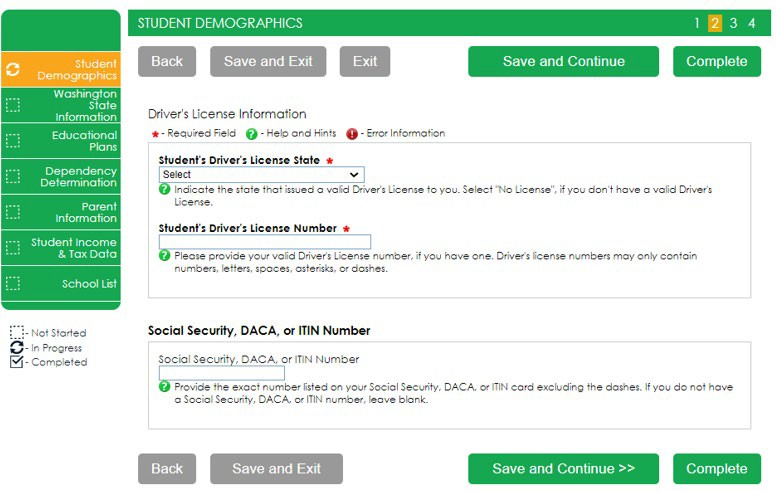 STUDENT DEMOGRAPHICS
1 2 3 4
Back
Save and Exit
Exit
Save and Continue
Complete
Student
Demographics
Washington
State
Information
Educational
Plans
Dependency
Determination
Parent
Information
Student Income
& Tax Data
School List
- Not Started
- In Progress
- Completed
Driver's License Information
* - Required Field ? - Help and Hints ! - Error Information
Student's Driver's License State *
Select
? Indicate the state that issued a valid Driver's License to you. Select "No License", if you don't have a valid Driver's
License.
Student's Driver's License Number *
? Please provide your valid Driver's License number, if you have one. Driver's license numbers may only contain
numbers, letters, spaces, asterisks, or dashes.
Social Security, DACA, or ITIN Number
Social Security, DACA, or ITIN Number
? Provide the exact number listed on your Social Security, DACA, or ITIN card excluding the dashes. If you do not have
a Social Security, DACA, or ITIN number, leave blank.
Back
Save and Exit
Save and Continue >>
Complete